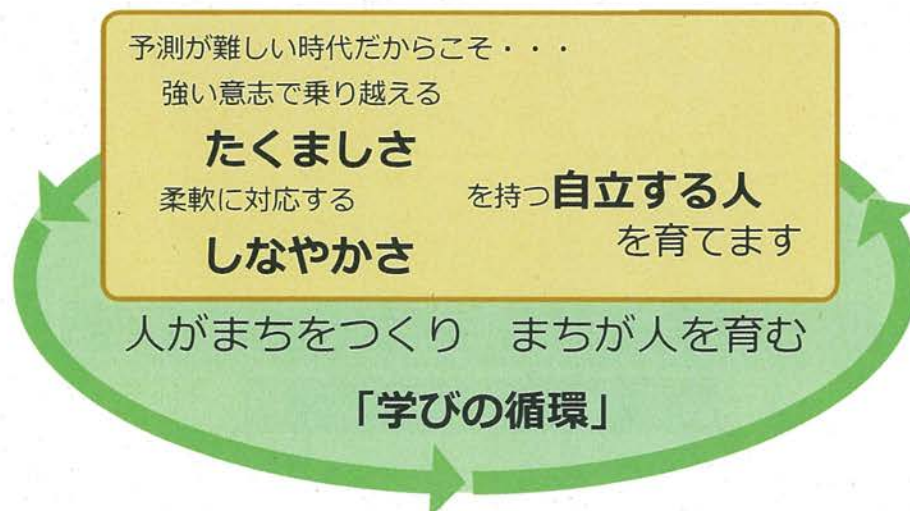 予測が難しい時代だからこそ・・・
強い意志で乗り越える
たくましさ
柔軟に対応する
しなやかさ
を持つ自立する人
を育てます
人がまちをつくり　まちが人を育む
「学びの循環」